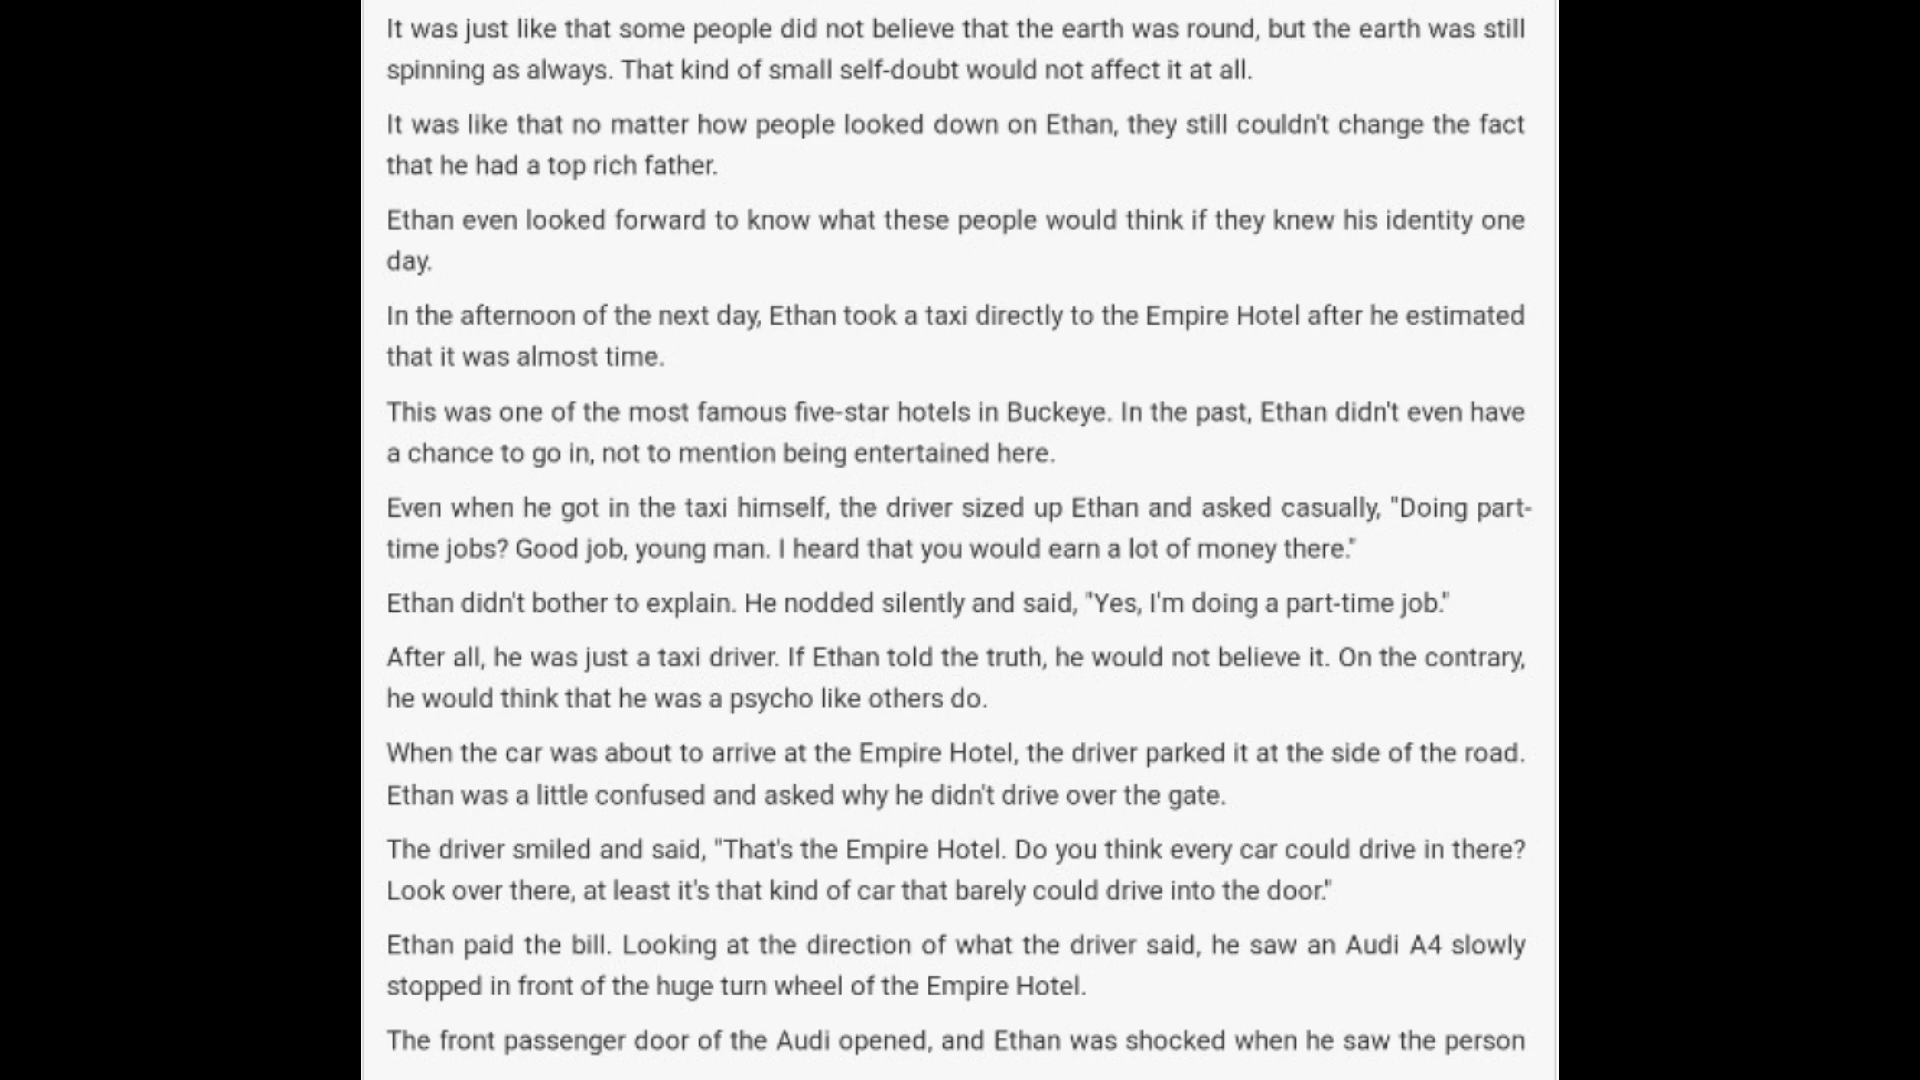 It was just like that some people did not believe that the earth was round, but the earth was still
spinning as always. That kind of small self-doubt would not affect it at all.
It was like that no matter how people looked down on Ethan, they still couldn't change the fact
that he had a top rich father.
Ethan even looked forward to know what these people would think if they knew his identity one
day.
In the afternoon of the next day, Ethan took a taxi directly to the Empire Hotel after he estimated
that it was almost time.
This was one of the most famous five-star hotels in Buckeye. In the past, Ethan didn't even have
a chance to go in, not to mention being entertained here.
Even when he got in the taxi himself, the driver sized up Ethan and asked casually, "Doing part-
time jobs? Good job, young man. I heard that you would earn a lot of money there."
Ethan didn't bother to explain. He nodded silently and said, "Yes, I'm doing a part-time job."
After all, he was just a taxi driver. If Ethan told the truth, he would not believe it. On the contrary,
he would think that he was a psycho like others do.
When the car was about to arrive at the Empire Hotel, the driver parked it at the side of the road.
Ethan was a little confused and asked why he didn't drive over the gate.
The driver smiled and said, "That's the Empire Hotel. Do you think every car could drive in there?
Look over there, at least it's that kind of car that barely could drive into the door."
Ethan paid the bill. Looking at the direction of what the driver said, he saw an Audi A4 slowly
stopped in front of the huge turn wheel of the Empire Hotel.
The front passenger door of the Audi opened, and Ethan was shocked when he saw the person